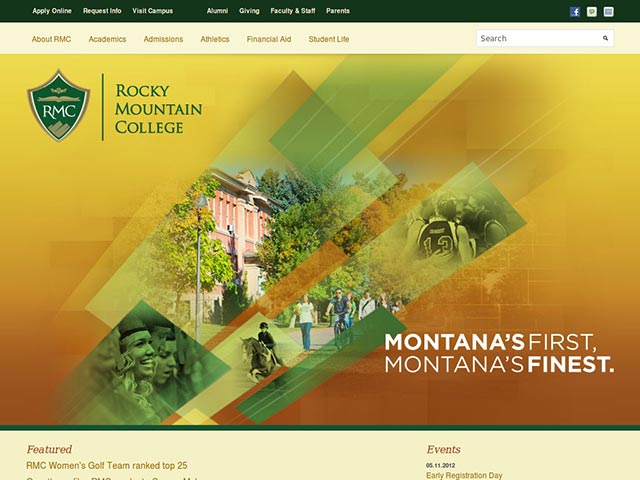 Apply Online Request Info Visit Campus Alumni Giving Faculty & Staff Parents
About RMC Academics Admissions Athletics Financial Aid Student Life Search
RMC
ROCKY
MOUNTAIN
COLLEGE
13
MONTANA'S FIRST,
MONTANA'S FINEST.
Featured
RMC Women's Golf Team ranked top 25
Events
05.11.2012
Early Registration Day